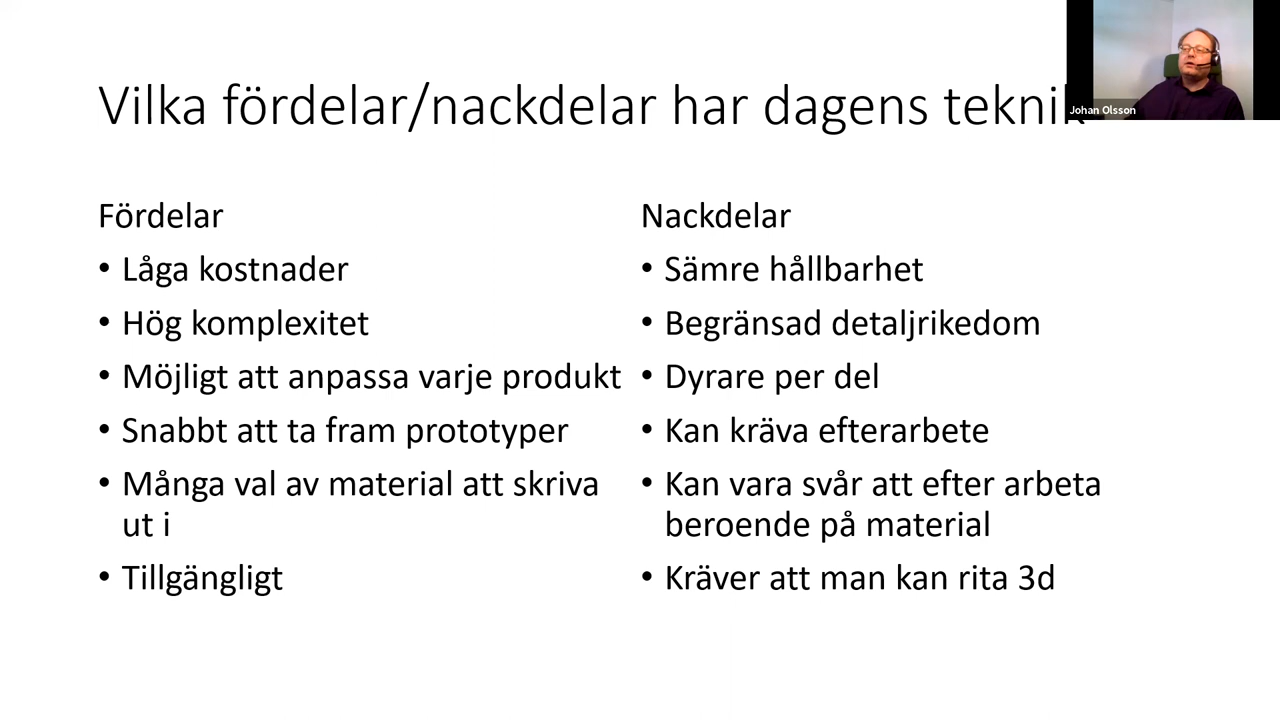 Vilka fördelar/nackdelar har dagens teknik
Johan Olsson
Fördelar
• Låga kostnader
• Hög komplexitet
• Möjligt att anpassa varje produkt
• Snabbt att ta fram prototyper
• Många val av material att skriva
ut i
• Tillgängligt
Nackdelar
• Sämre hållbarhet
• Begränsad detaljrikedom
• Dyrare per del
• Kan kräva efterarbete
• Kan vara svår att efter arbeta
beroende på material
• Kräver att man kan rita 3d